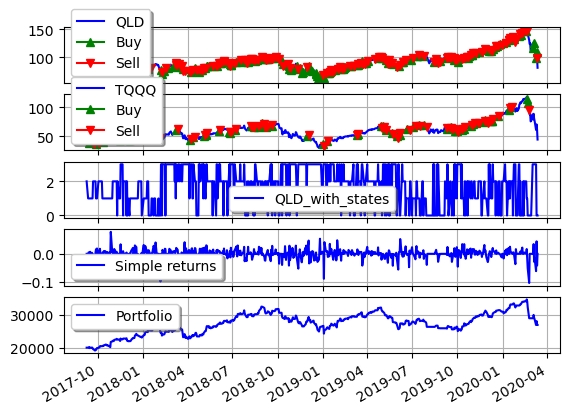 QLD
Buy
Sell
150
100
TQQQ
Buy
Sell
100
50
QLD_with_states
2
0
Simple returns
0.0
−0.1
Portfolio
30000
20000
2017-10 2018-01 2018-04 2018-07 2018-10 2019-01 2019-04 2019-07 2019-10 2020-01 2020-04